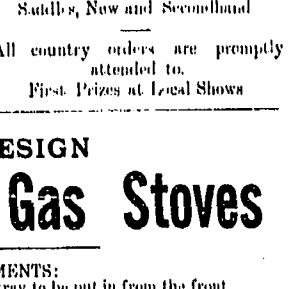 Saddles, New and Secondhand
All country orders are promptly
attended to.
First Prizes at Local Shows
ESIGN
Gas Stoves
MENTS:
tray to be put in from the front